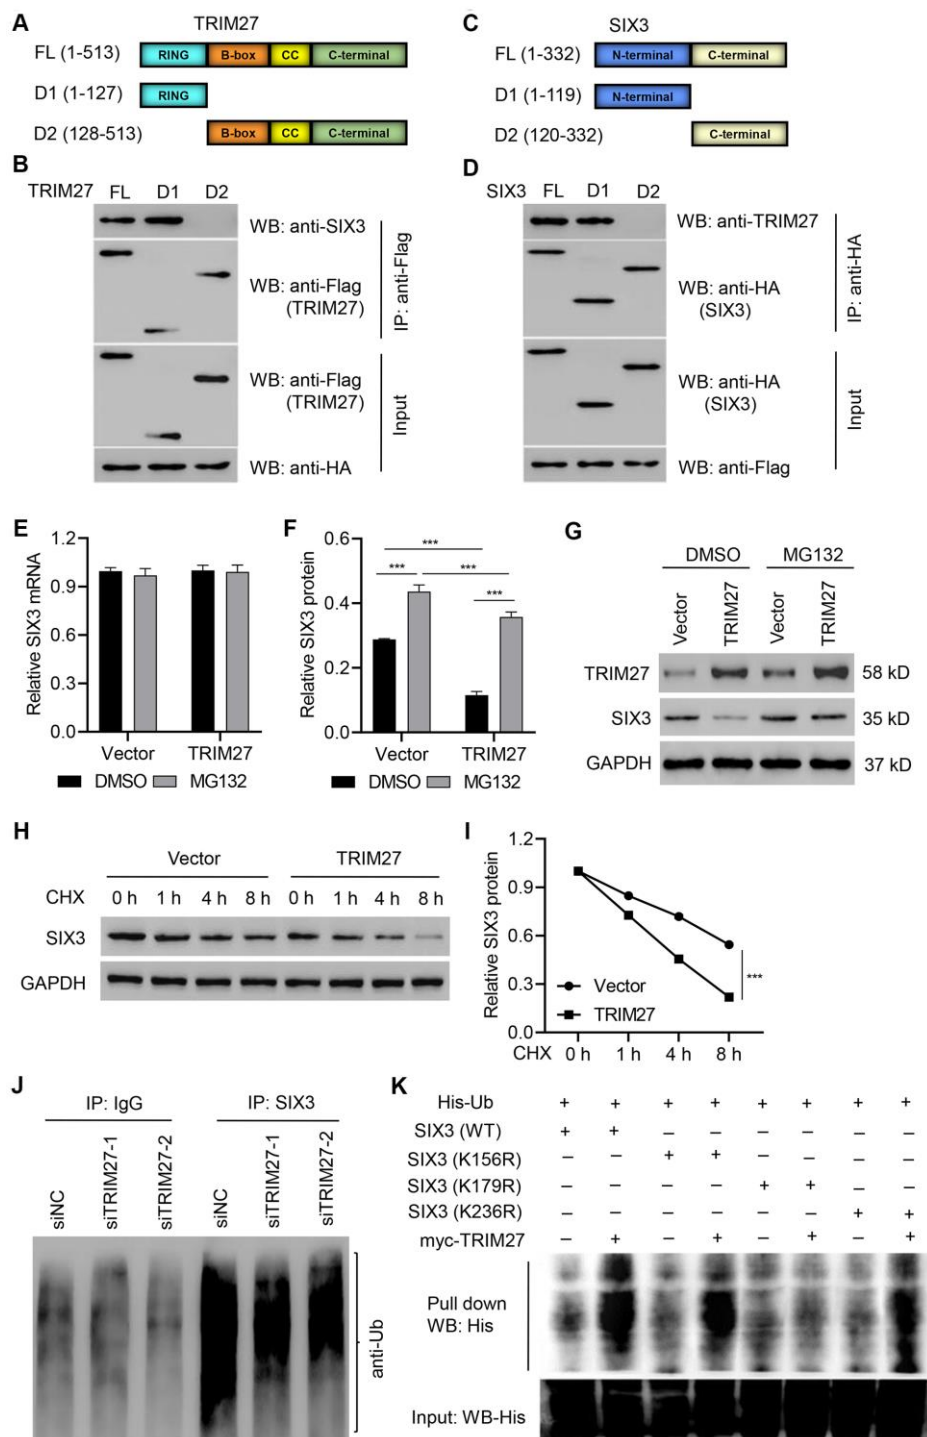 A
TRIM27
FL (1-513)
RING
B-box
CC
C-terminal
D1 (1-127)
RING
D2 (128-513)
B-box
CC
C-terminal
C
SIX3
FL (1-332)
N-terminal
C-terminal
D1 (1-119)
N-terminal
D2 (120-332)
C-terminal
B
TRIM27 FL D1 D2
WB: anti-SIX3
WB: anti-Flag
(TRIM27)
IP: anti-Flag
WB: anti-Flag
(TRIM27)
WB: anti-HA
Input
D
SIX3 FL D1 D2
WB: anti-TRIM27
WB: anti-HA
(SIX3)
IP: anti-HA
WB: anti-HA
(SIX3)
WB: anti-Flag
Input
E
Relative SIX3 mRNA
1.2
0.9
0.6
0.3
0.0
Vector TRIM27
DMSO MG132
F
Relative SIX3 protein
0.6
0.4
0.2
0.0
***
*** ***
***
Vector TRIM27
DMSO MG132
G
DMSO MG132
Vector TRIM27 Vector TRIM27
TRIM27 58 kD
SIX3 35 kD
GAPDH 37 kD
H
Vector TRIM27
CHX 0 h 1 h 4 h 8 h 0 h 1 h 4 h 8 h
SIX3
GAPDH
I
Relative SIX3 protein
1.2
0.9
0.6
0.3
0.0
Vector
TRIM27
***
CHX 0 h 1 h 4 h 8 h
J
IP: IgG IP: SIX3
siNC siTRIM27-1 siTRIM27-2 siNC siTRIM27-1 siTRIM27-2
anti-Ub
K
His-Ub + + + + + + + +
SIX3 (WT) + + – – – – – –
SIX3 (K156R) – – + + – – – –
SIX3 (K179R) – – – – + + – –
SIX3 (K236R) – – – – – – + +
myc-TRIM27 – + – + – + – +
Pull down
WB: His
Input: WB-His